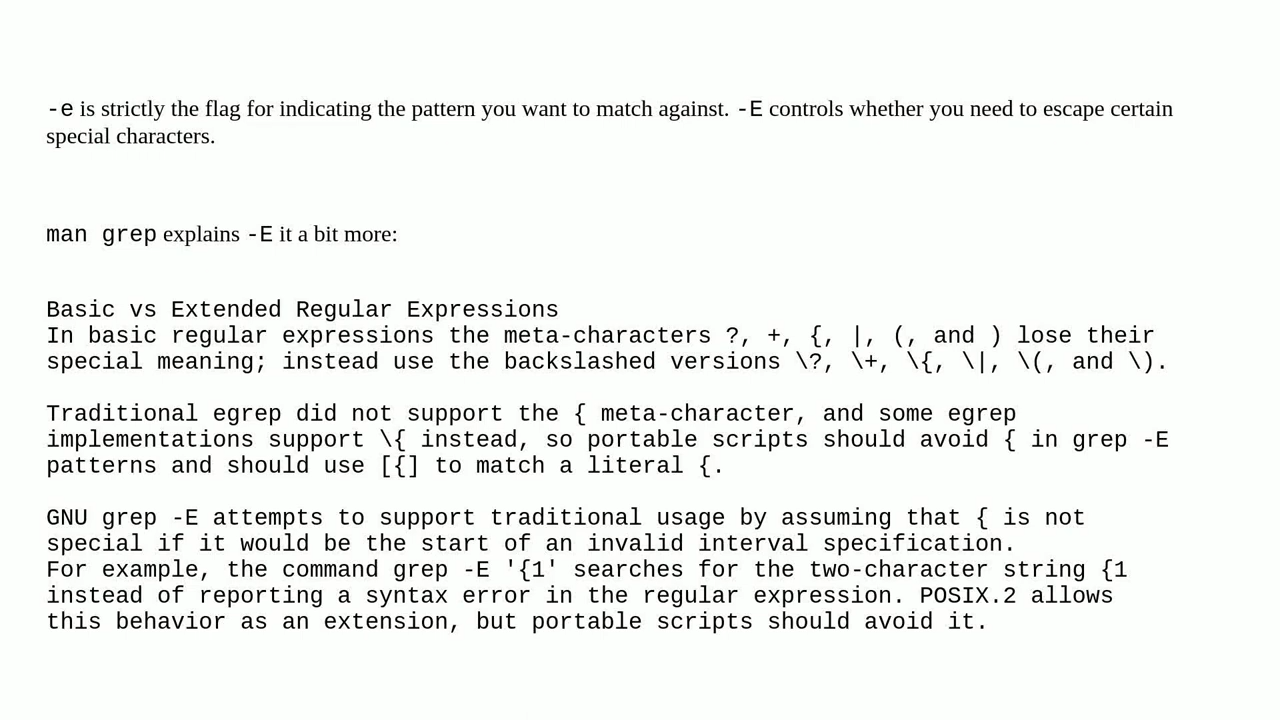 -e is strictly the flag for indicating the pattern you want to match against. -E controls whether you need to escape certain
special characters.
man grep explains -E it a bit more:
Basic vs Extended Regular Expressions
In basic regular expressions the meta-characters ?, +, {, |, (, and ) lose their
special meaning; instead use the backslashed versions \?, \+, \{, \|, \(, and \).
Traditional egrep did not support the { meta-character, and some egrep
implementations support \{ instead, so portable scripts should avoid { in grep -E
patterns and should use [{] to match a literal {.
GNU grep -E attempts to support traditional usage by assuming that { is not
special if it would be the start of an invalid interval specification.
For example, the command grep -E '{1' searches for the two-character string {1
instead of reporting a syntax error in the regular expression. POSIX.2 allows
this behavior as an extension, but portable scripts should avoid it.